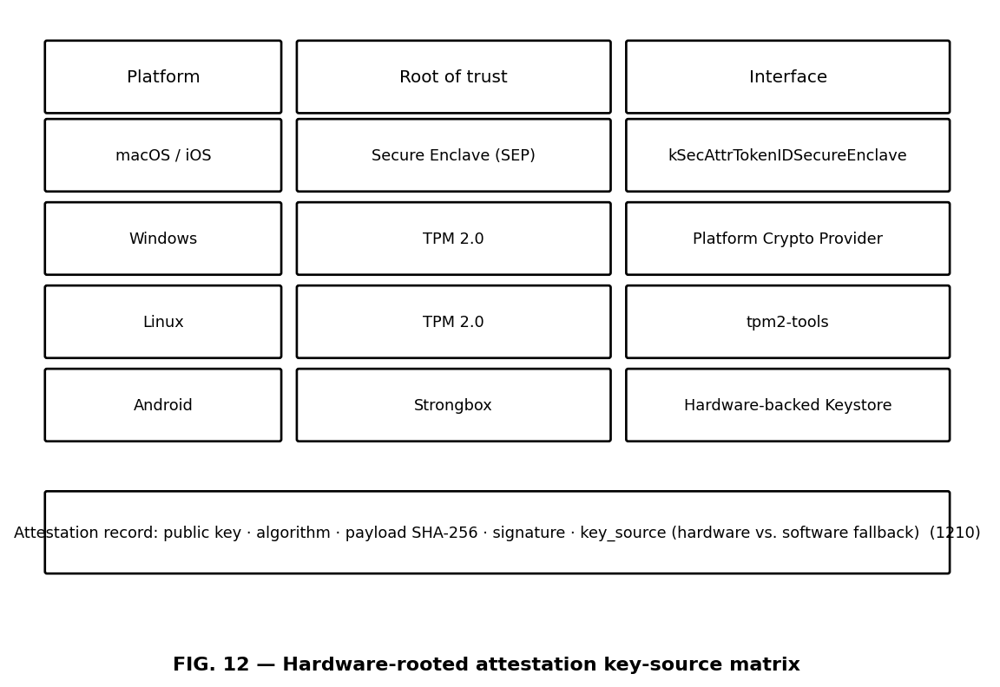 Platform Root of trust Interface
macOS / iOS Secure Enclave (SEP) kSecAttrTokenIDSecureEnclave
Windows TPM 2.0 Platform Crypto Provider
Linux TPM 2.0 tpm2-tools
Android Strongbox Hardware-backed Keystore
Attestation record: public key · algorithm · payload SHA-256 · signature · key_source (hardware vs. software fallback) (1210)
FIG. 12 — Hardware-rooted attestation key-source matrix